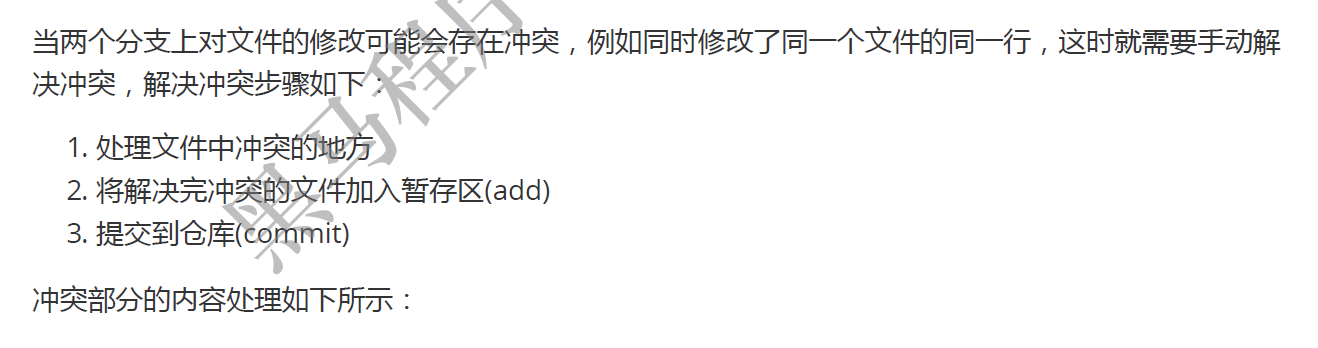 当两个分支上对文件的修改可能会存在冲突，例如同时修改了同一个文件的同一行，这时就需要手动解
决冲突，解决冲突步骤如下：
1. 处理文件中冲突的地方
2. 将解决完冲突的文件加入暂存区(add)
3. 提交到仓库(commit)
冲突部分的内容处理如下所示：
黑马程序